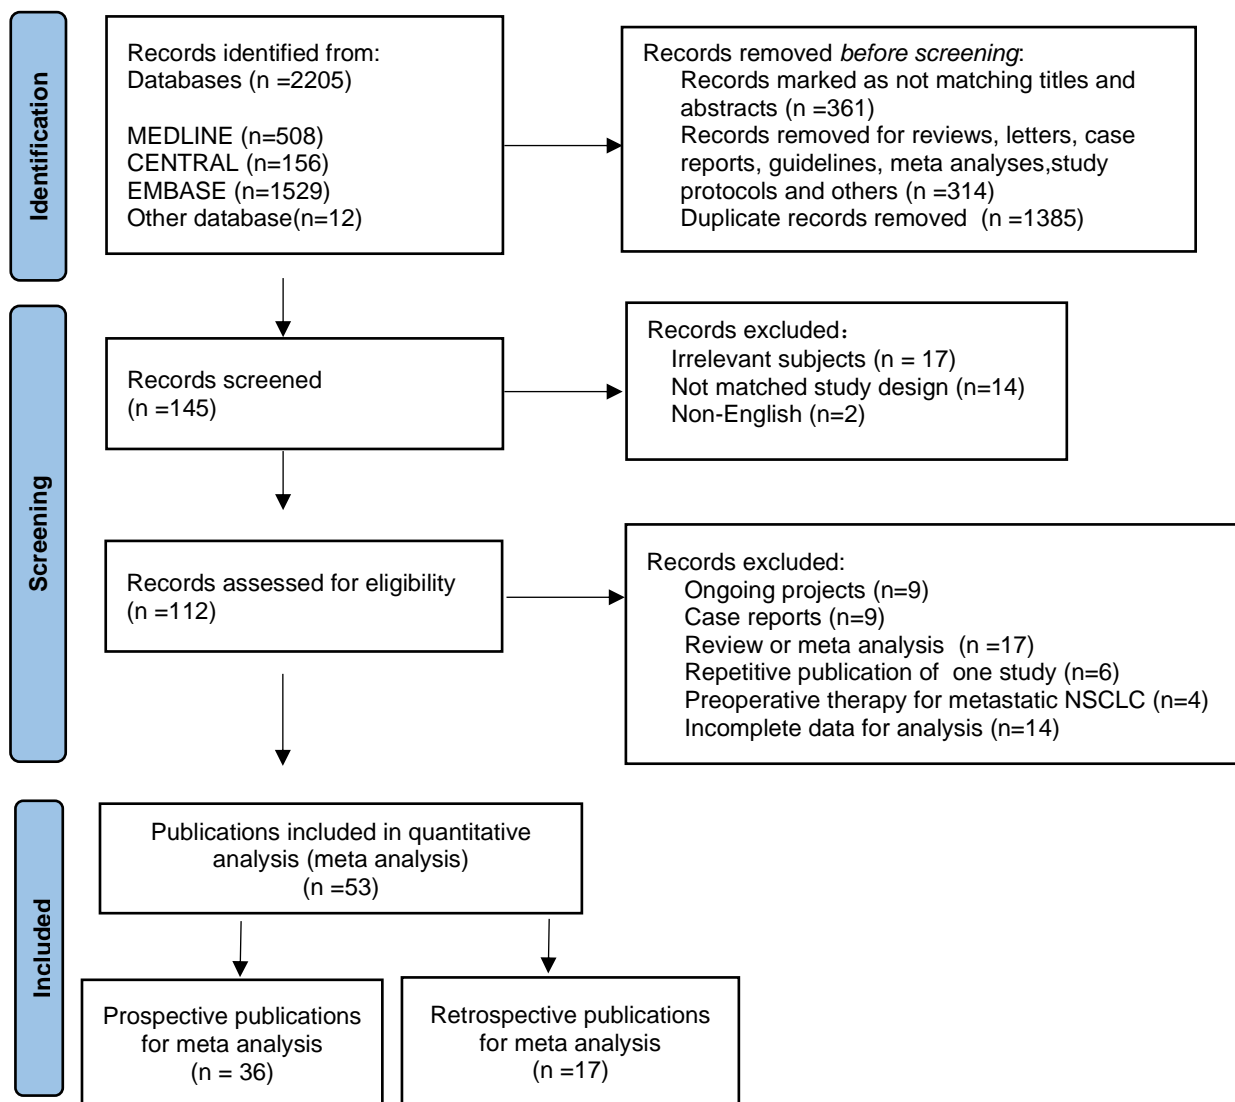 Identification
Records identified from:
Databases (n =2205)
MEDLINE (n=508)
CENTRAL (n=156)
EMBASE (n=1529)
Other database(n=12)
Records removed before screening:
Records marked as not matching titles and
abstracts (n =361)
Records removed for reviews, letters, case
reports, guidelines, meta analyses,study
protocols and others (n =314)
Duplicate records removed (n =1385)
Screening
Records screened
(n =145)
Records excluded：
Irrelevant subjects (n = 17)
Not matched study design (n=14)
Non-English (n=2)
Records assessed for eligibility
(n =112)
Records excluded:
Ongoing projects (n=9)
Case reports (n=9)
Review or meta analysis (n =17)
Repetitive publication of one study (n=6)
Preoperative therapy for metastatic NSCLC (n=4)
Incomplete data for analysis (n=14)
Included
Publications included in quantitative
analysis (meta analysis)
(n =53)
Prospective publications
for meta analysis
(n = 36)
Retrospective publications
for meta analysis
(n =17)